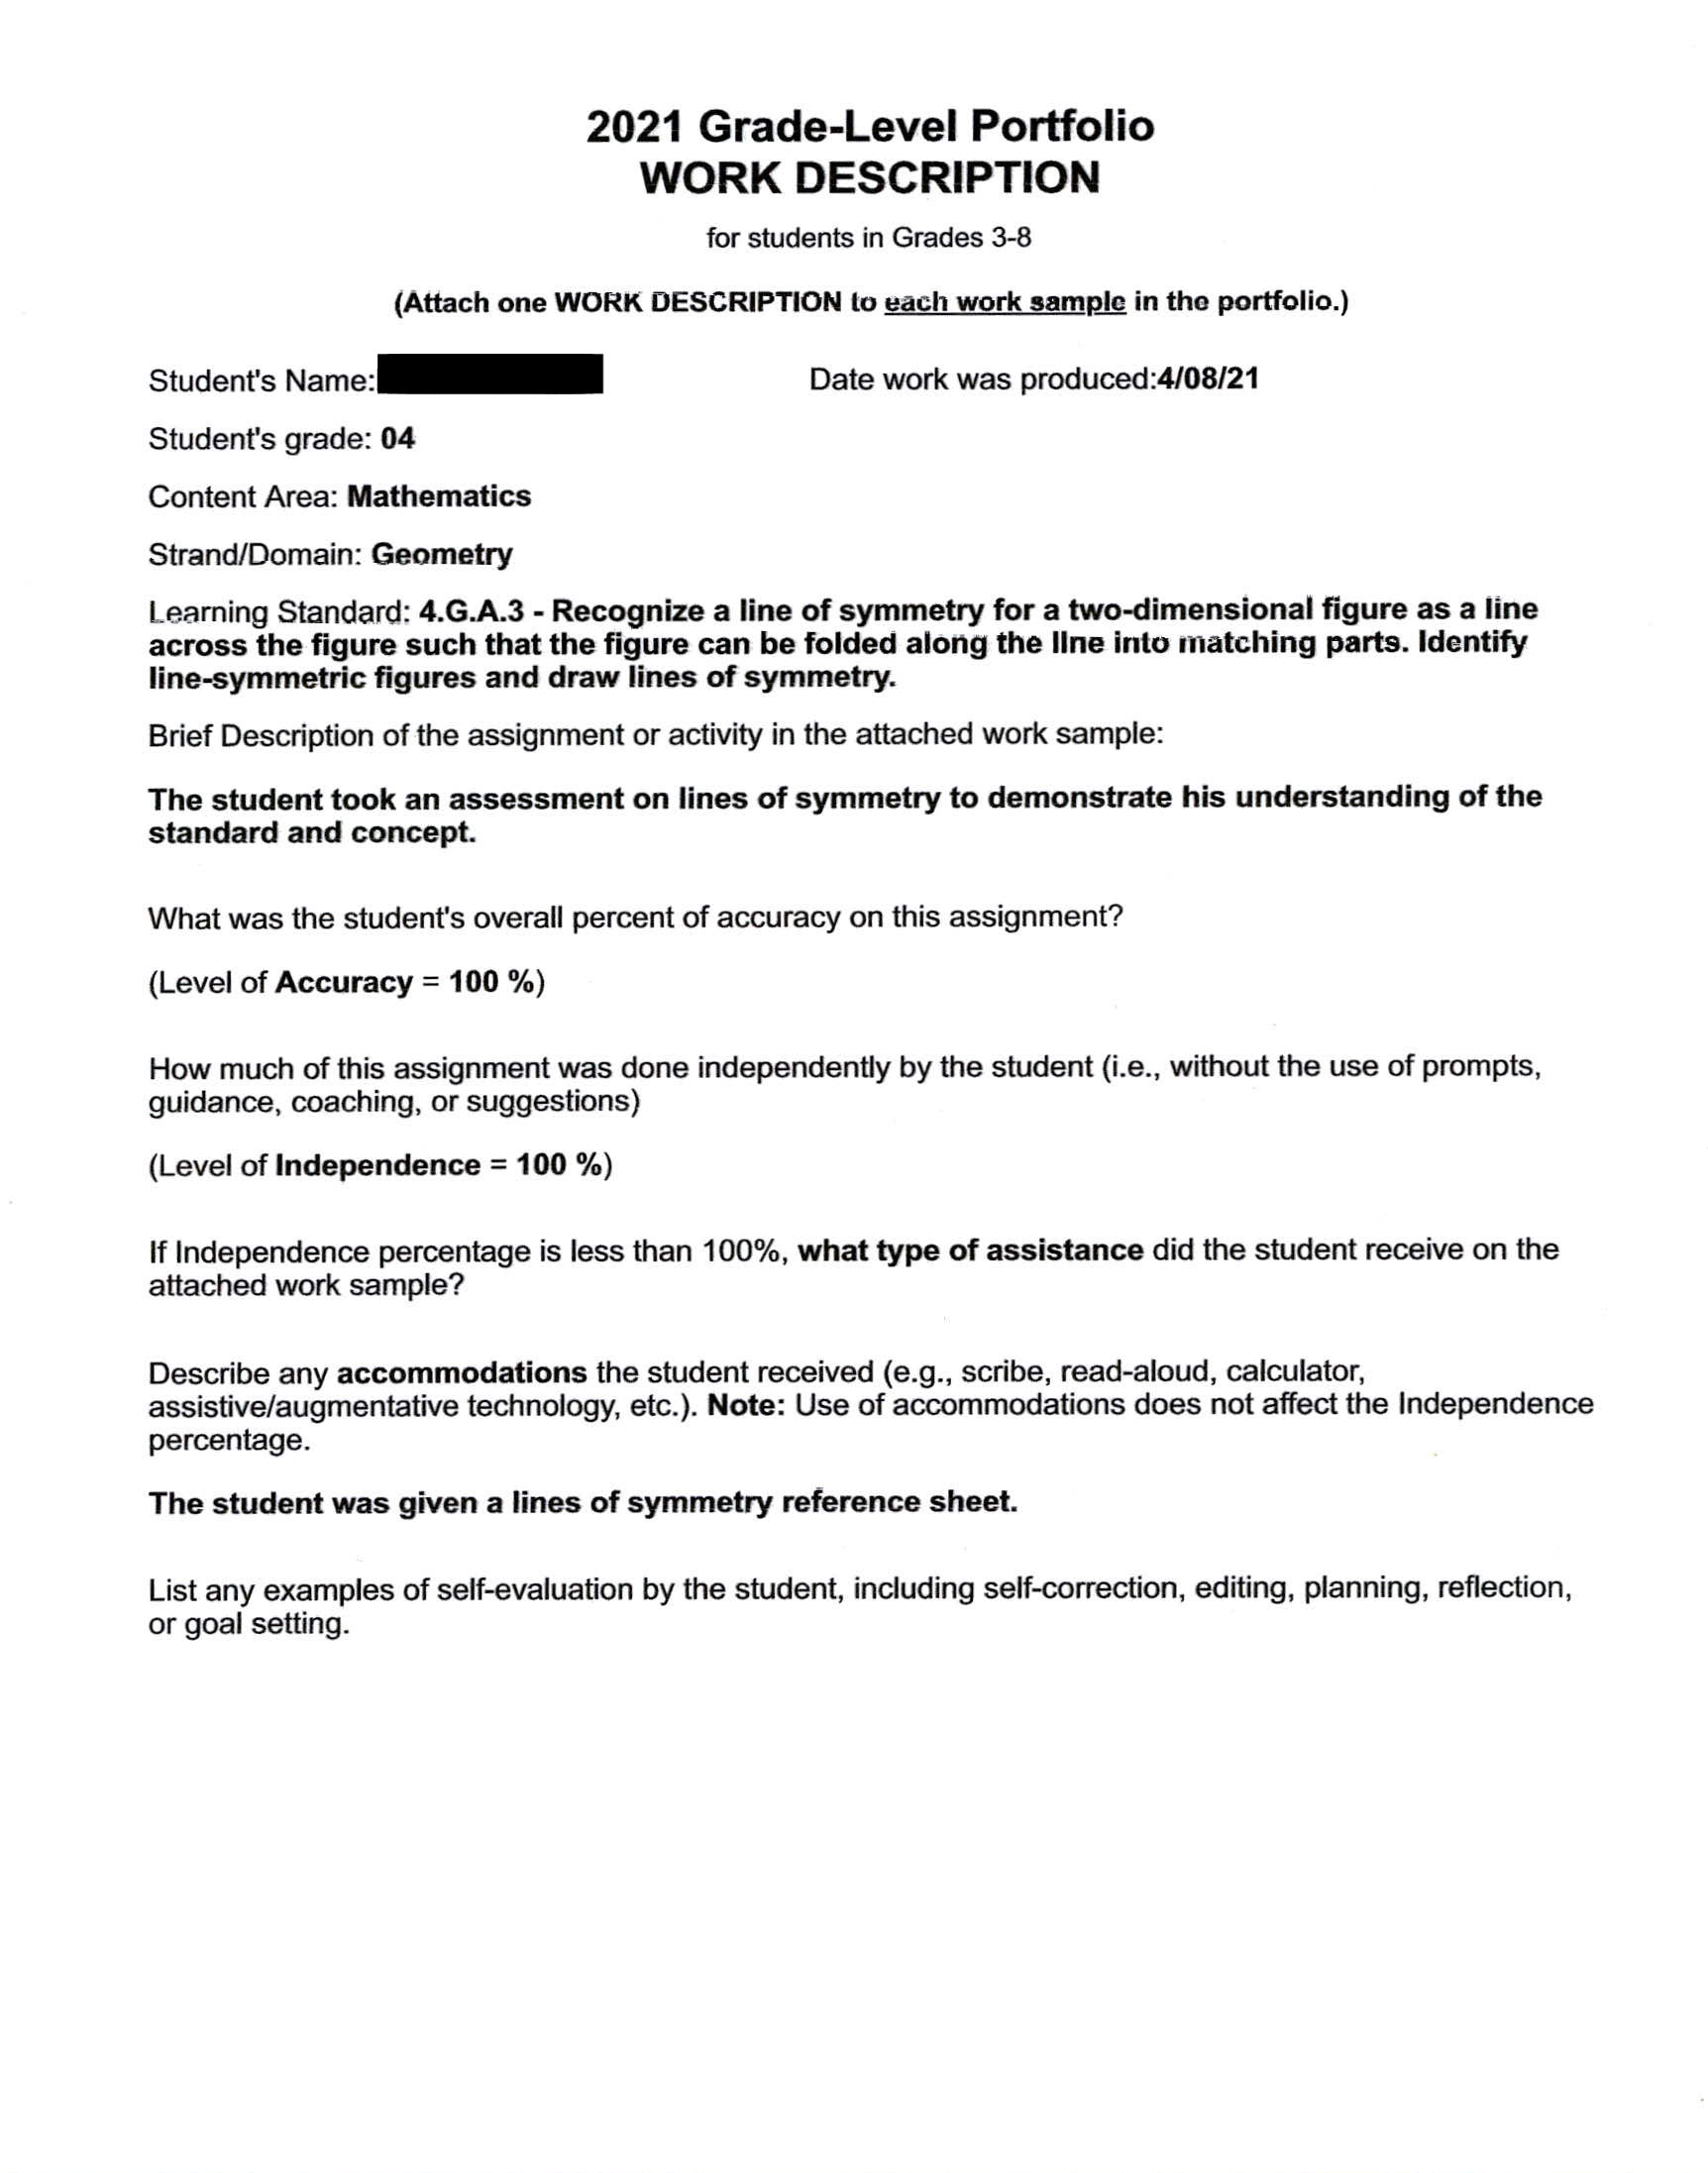 2021 Grade-Level Portfolio
WORK DESCRIPTION
for students in Grades 3-8
(Attach one WORK DESCRIPTION to each work sample in the portfolio.)
Student's Name:
Date work was produced:4/08/21
Student's grade: 04
Content Area: Mathematics
Strand/Domain: Geometry
Learning Standard: 4.G.A.3 - Recognize a line of symmetry for a two-dimensional figure as a line
across the figure such that the figure can be folded along the line into matching parts. Identify
line-symmetric figures and draw lines of symmetry.
Brief Description of the assignment or activity in the attached work sample:
The student took an assessment on lines of symmetry to demonstrate his understanding of the
standard and concept.
What was the student's overall percent of accuracy on this assignment?
(Level of Accuracy = 100 %)
How much of this assignment was done independently by the student (i.e., without the use of prompts,
guidance, coaching, or suggestions)
(Level of Independence = 100 %)
If Independence percentage is less than 100%, what type of assistance did the student receive on the
attached work sample?
Describe any accommodations the student received (e.g., scribe, read-aloud, calculator,
assistive/augmentative technology, etc.). Note: Use of accommodations does not affect the Independence
percentage.
The student was given a lines of symmetry reference sheet.
List any examples of self-evaluation by the student, including self-correction, editing, planning, reflection,
or goal setting.